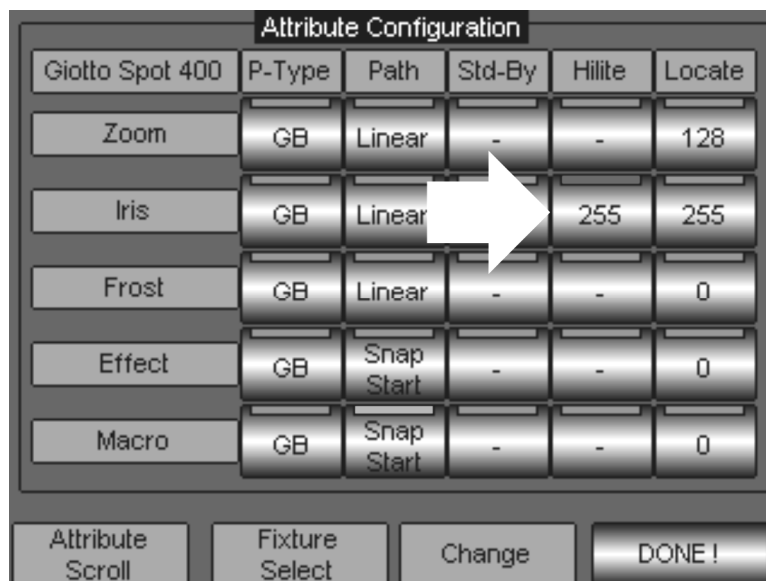 Attribute Configuration
Giotto Spot 400 P-Type Path Std-By Hilite Locate
Zoom GB Linear - - 128
Iris GB Linear 255 255
Frost GB Linear - - 0
Effect GB Snap Start - - 0
Macro GB Snap Start - - 0
Attribute Scroll Fixture Select Change DONE !